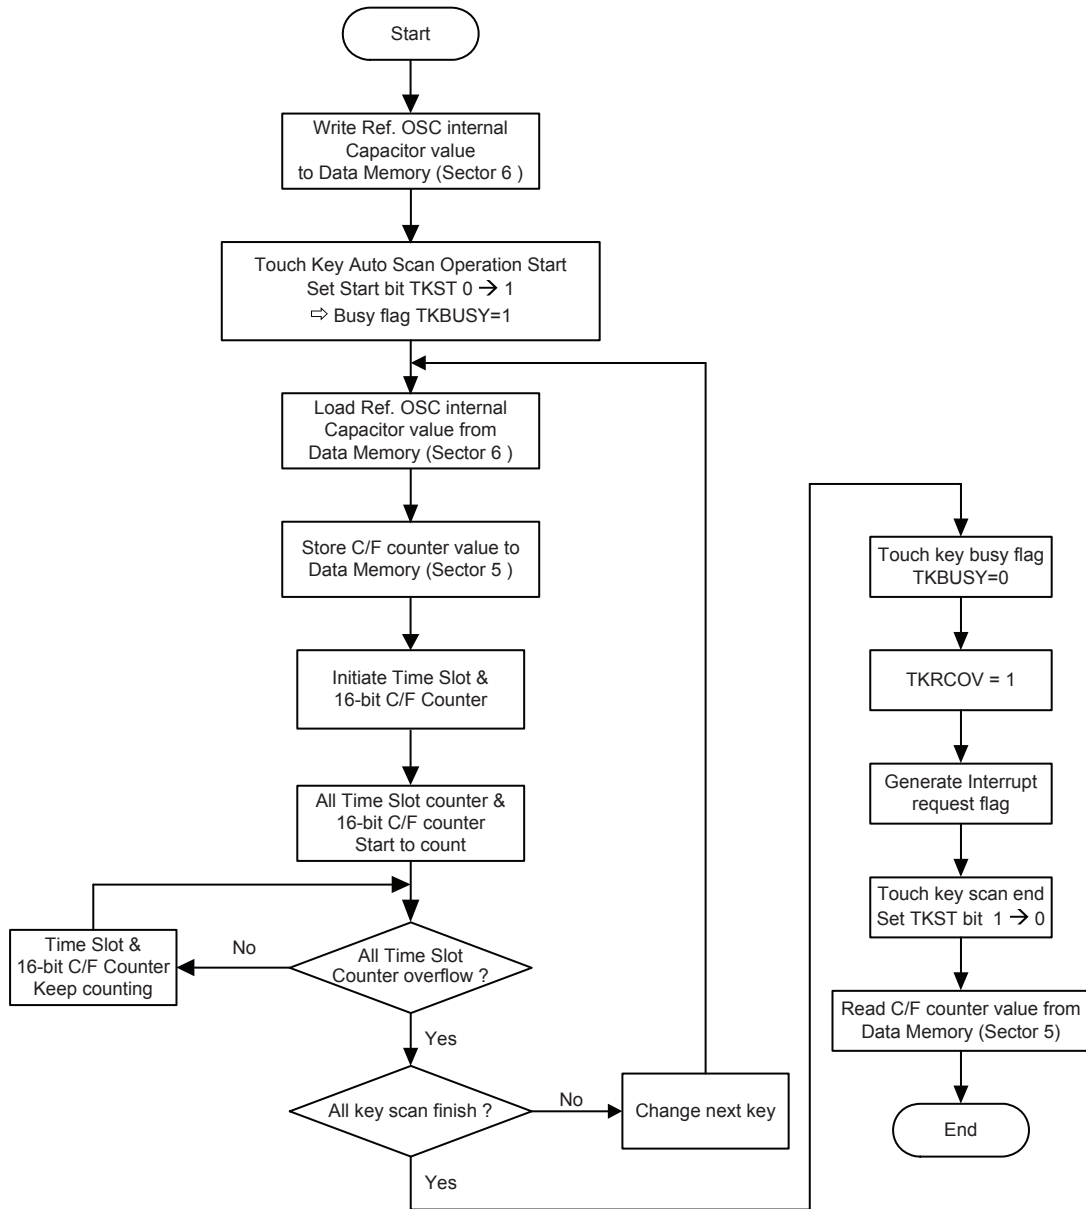 Start
Write Ref. OSC internal
Capacitor value
to Data Memory (Sector 6 )
Touch Key Auto Scan Operation Start
Set Start bit TKST 0 → 1
⇨ Busy flag TKBUSY=1
Load Ref. OSC internal
Capacitor value from
Data Memory (Sector 6 )
Store C/F counter value to
Data Memory (Sector 5 )
Initiate Time Slot &
16-bit C/F Counter
All Time Slot counter &
16-bit C/F counter
Start to count
All Time Slot
Counter overflow ?
No
Time Slot &
16-bit C/F Counter
Keep counting
Yes
All key scan finish ?
No
Change next key
Yes
Touch key busy flag
TKBUSY=0
TKRCOV = 1
Generate Interrupt
request flag
Touch key scan end
Set TKST bit 1 → 0
Read C/F counter value from
Data Memory (Sector 5)
End